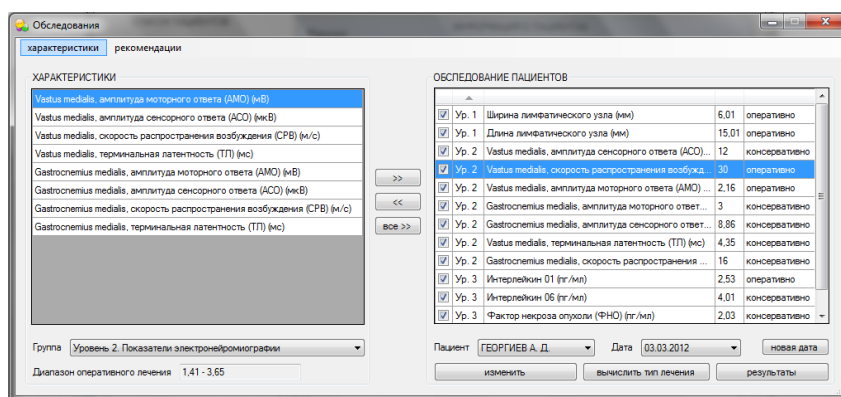 Обследования
характеристики рекомендации
ХАРАКТЕРИСТИКИ
Vastus medialis, амплитуда моторного ответа (АМО) (мВ)
Vastus medialis, амплитуда сенсорного ответа (АСО) (мкВ)
Vastus medialis, скорость распространения возбуждения (СРВ) (м/с)
Vastus medialis, терминальная латентность (ТЛ) (мс)
Gastrocnemius medialis, амплитуда моторного ответа (АМО) (мВ)
Gastrocnemius medialis, амплитуда сенсорного ответа (АСО) (мкВ)
Gastrocnemius medialis, скорость распространения возбуждения (СРВ) (м/с)
Gastrocnemius medialis, терминальная латентность (ТЛ) (мс)
Группа Уровень 2. Показатели электронейромиографии
Диапазон оперативного лечения 1,41 - 3,65
>>
<<
все >>
ОБСЛЕДОВАНИЕ ПАЦИЕНТОВ
Ур. 1 Ширина лимфатического узла (мм) 6,01 оперативно
Ур. 1 Длина лимфатического узла (мм) 15,01 оперативно
Ур. 2 Vastus medialis, амплитуда сенсорного ответа (АСО)... 12 консервативно
Ур. 2 Vastus medialis, скорость распространения возбужд... 30 оперативно
Ур. 2 Vastus medialis, амплитуда моторного ответа (АМО) ... 2,16 оперативно
Ур. 2 Gastrocnemius medialis, амплитуда моторного ответ... 3 консервативно
Ур. 2 Gastrocnemius medialis, амплитуда сенсорного ответ... 8,86 консервативно
Ур. 2 Vastus medialis, терминальная латентность (ТЛ) (мс) 4,35 консервативно
Ур. 2 Gastrocnemius medialis, скорость распространения ... 16 консервативно
Ур. 3 Интерлейкин 01 (пг/мл) 2,53 оперативно
Ур. 3 Интерлейкин 06 (пг/мл) 4,01 консервативно
Ур. 3 Фактор некроза опухоли (ФНО) (пг/мл) 2,03 консервативно
Пациент ГЕОРГИЕВ А. Д. Дата 03.03.2012 новая дата
изменить вычислить тип лечения результаты